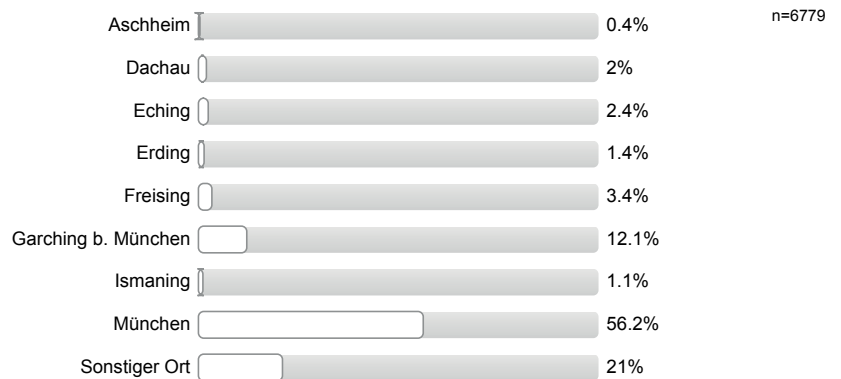 n=6779
Aschheim 0.4%
Dachau 2%
Eching 2.4%
Erding 1.4%
Freising 3.4%
Garching b. München 12.1%
Ismaning 1.1%
München 56.2%
Sonstiger Ort 21%